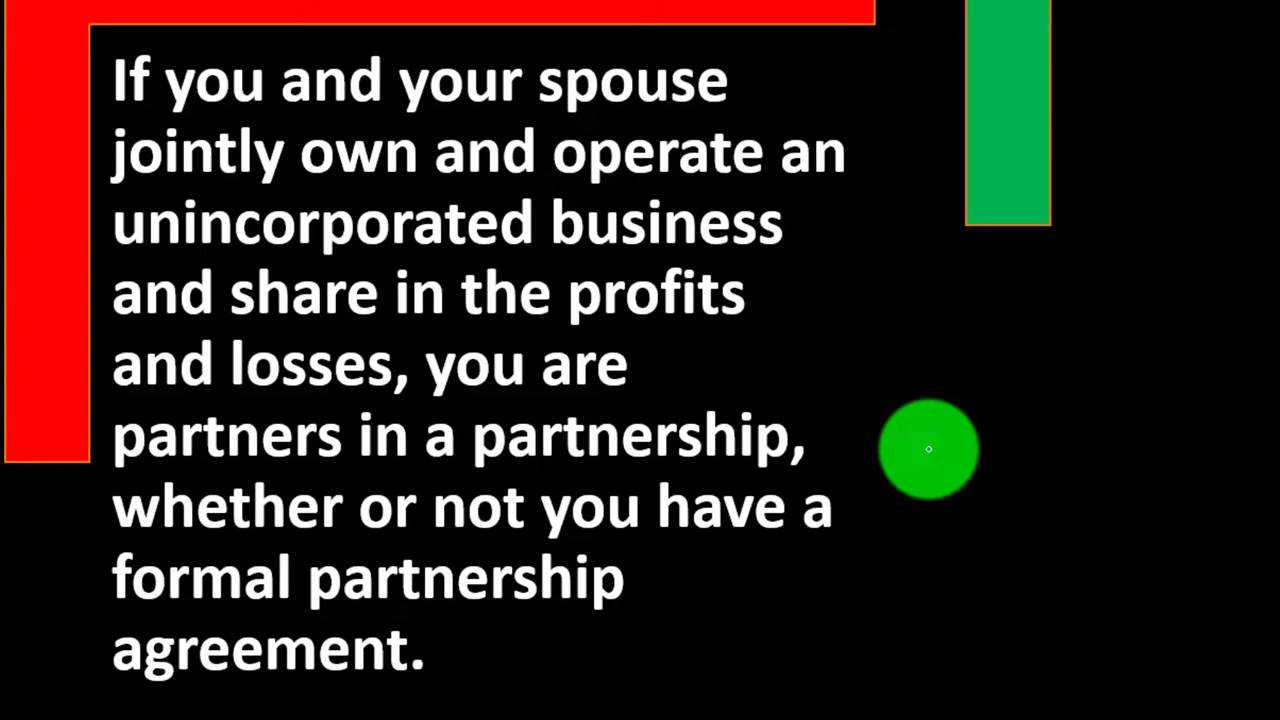 If you and your spouse
jointly own and operate an
unincorporated business
and share in the profits
and losses, you are
partners in a partnership,
whether or not you have a
formal partnership
agreement.